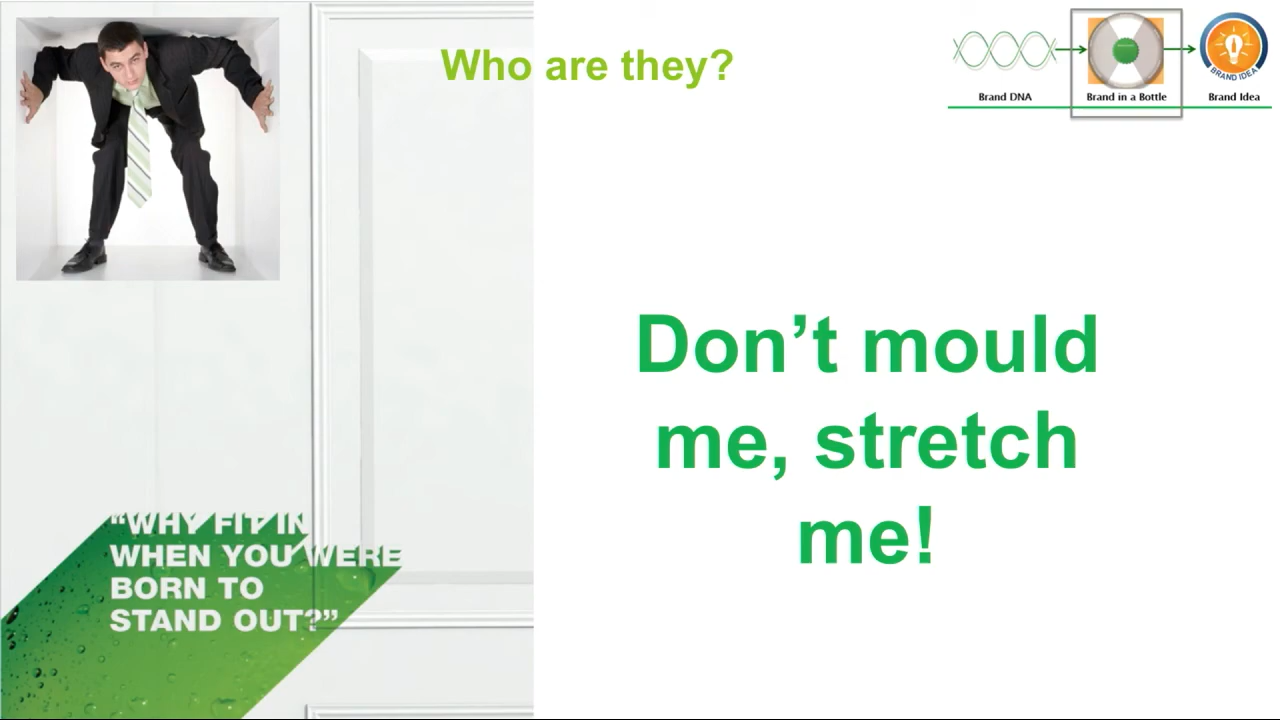 Who are they?
Brand DNA
Brand in a Bottle
BRAND IDEA
Brand Idea
Don’t mould
me, stretch
me!
“WHY FIT IN
WHEN YOU WERE
BORN TO
STAND OUT?”